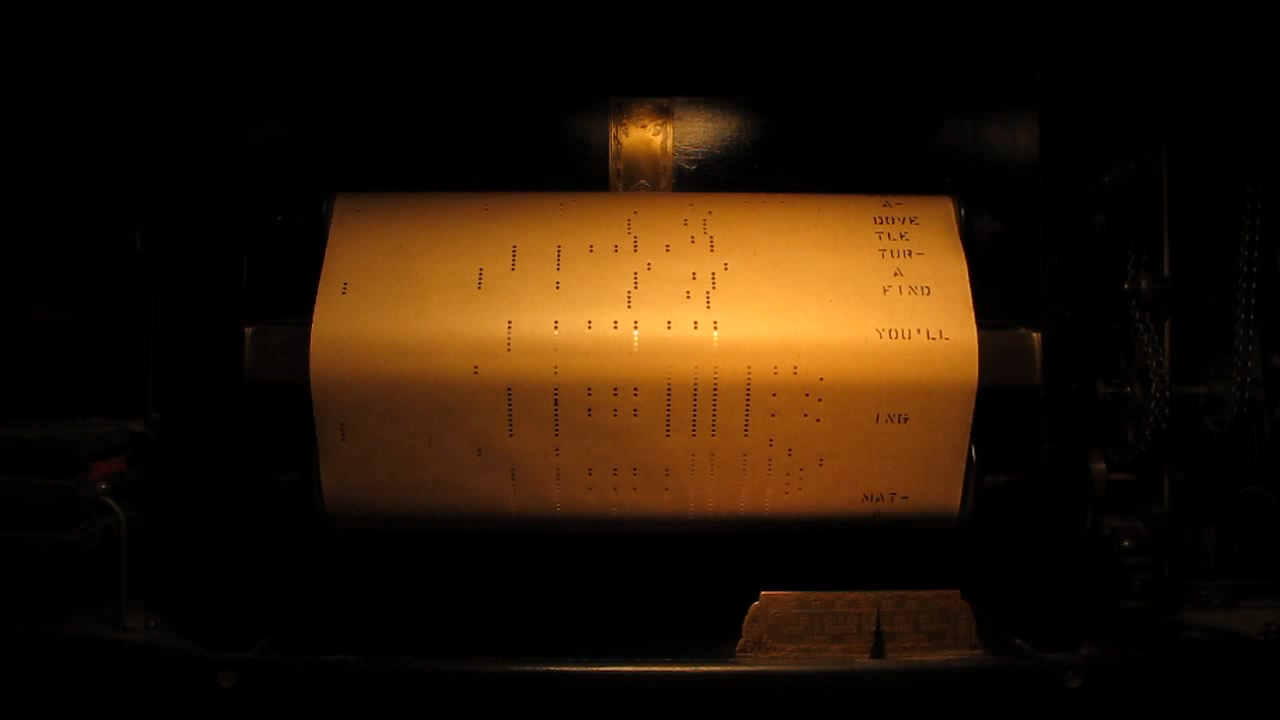 A-
DOVE
TLE
TUR-
A
FIND
YOU'LL
ING
MAT-
A